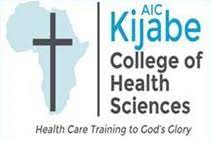 AIC
Kijabe
College of
Health
Sciences
Health Care Training to God's Glory